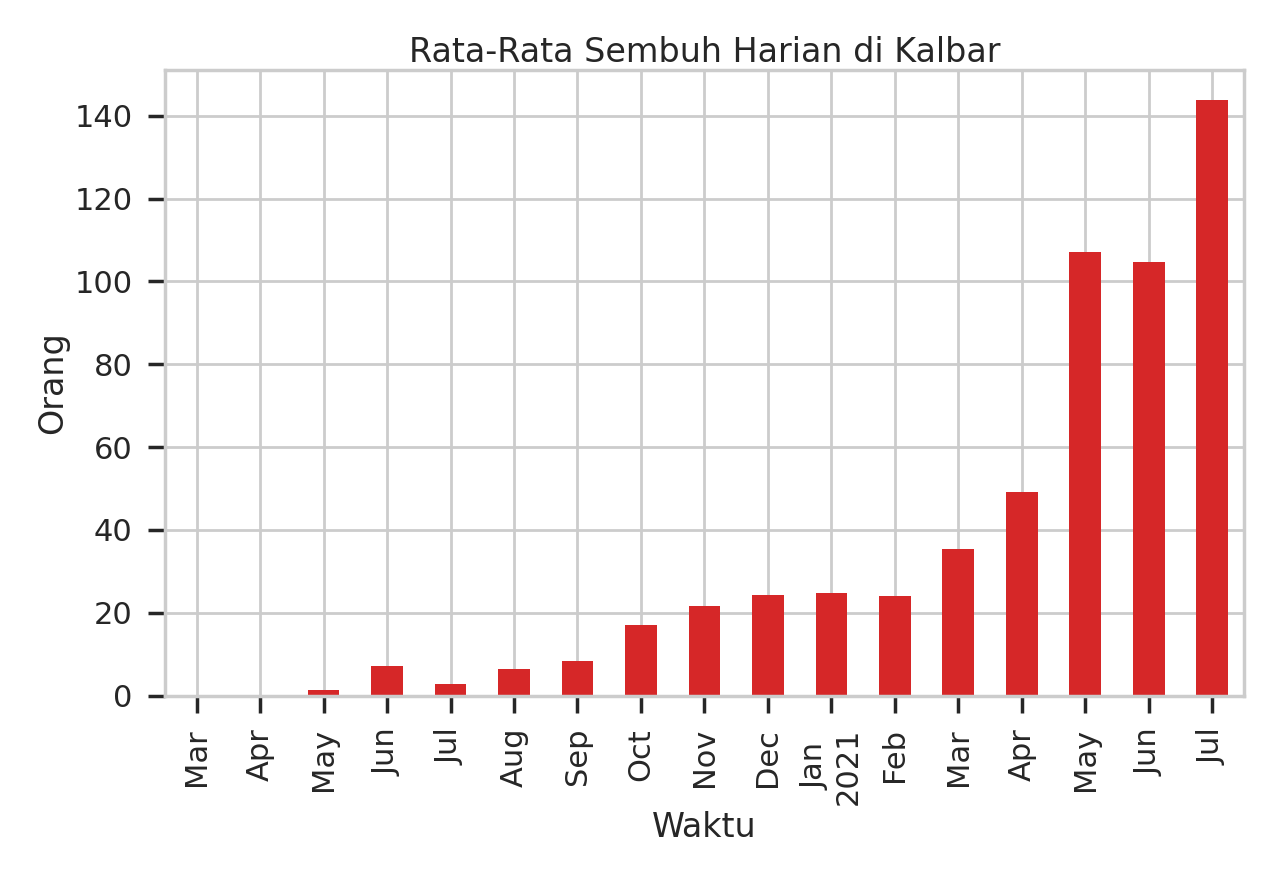 Rata-Rata Sembuh Harian di Kalbar
140
120
100
80
60
40
20
0
Orang
Mar
Apr
May
Jun
Jul
Aug
Sep
Oct
Nov
Dec
Jan
2021
Feb
Mar
Apr
May
Jun
Jul
Waktu